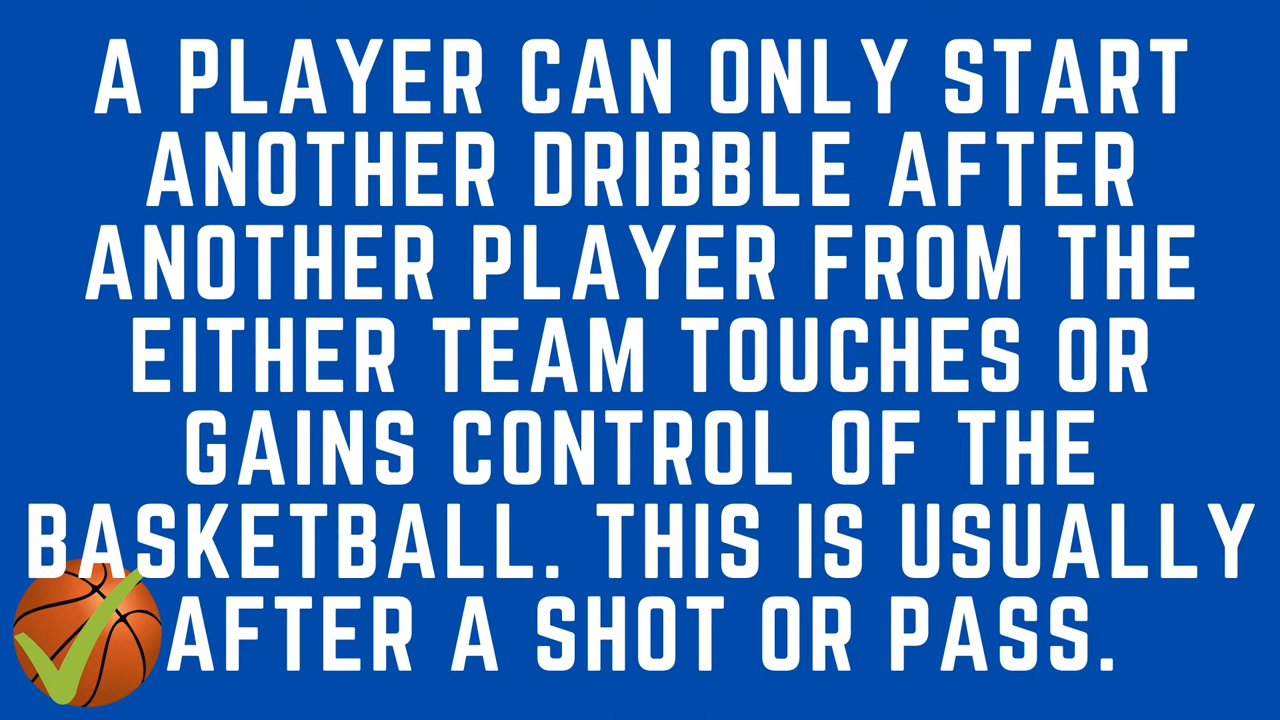 A PLAYER CAN ONLY START
ANOTHER DRIBBLE AFTER
ANOTHER PLAYER FROM THE
EITHER TEAM TOUCHES OR
GAINS CONTROL OF THE
BASKETBALL. THIS IS USUALLY
AFTER A SHOT OR PASS.